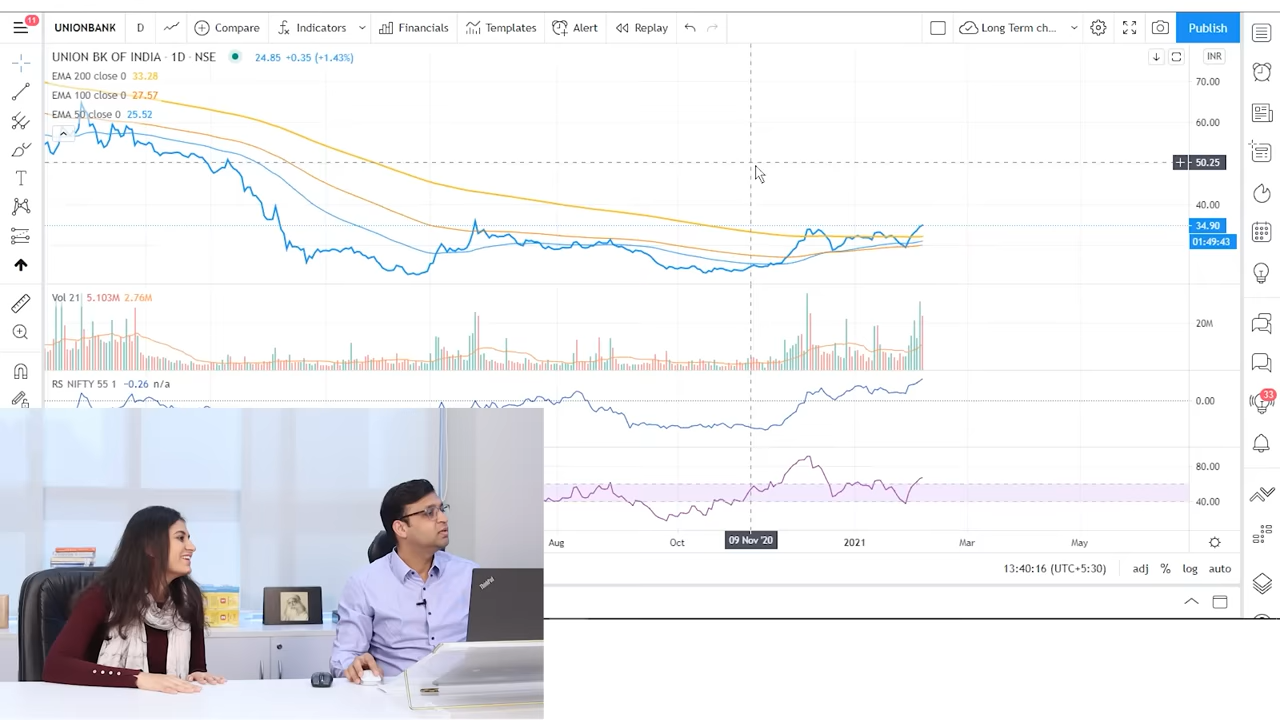 11 UNIONBANK D Compare Indicators Financials Templates Alert Replay Long Term ch... Publish
UNION BK OF INDIA · 1D · NSE 24.85 +0.35 (+1.43%) INR
EMA 200 close 0 33.28
EMA 100 close 0 27.57
EMA 50 close 0 25.52
70.00
60.00
50.25
40.00
34.90
01:49:43
Vol 21 5.103M 2.76M
20M
RS NIFTY 55 1 −0.26 n/a
0.00
33
80.00
40.00
Aug Oct 09 Nov '20 2021 Mar May
13:40:16 (UTC+5:30) adj % log auto
ThinkPad